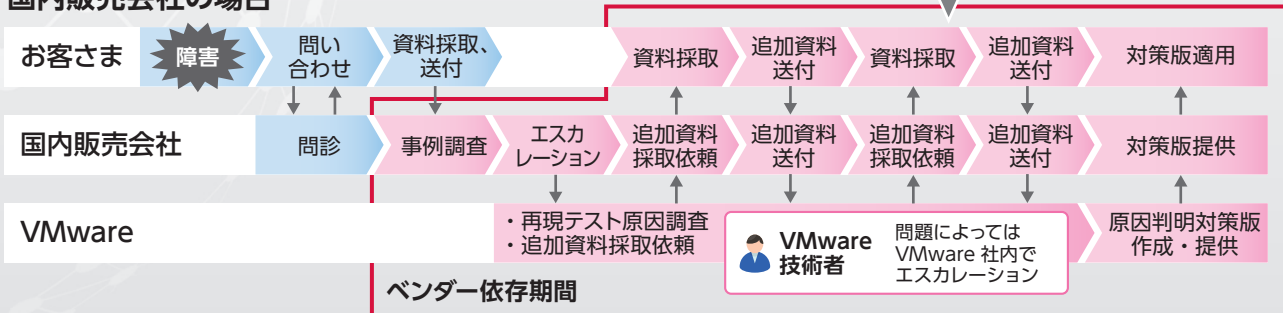 国内販売会社の場合
お客さま
障害
問い
合わせ
資料採取、
送付
資料採取
追加資料
送付
資料採取
追加資料
送付
対策版適用
国内販売会社
問診
事例調査
エスカ
レーション
追加資料
採取依頼
追加資料
送付
追加資料
採取依頼
追加資料
送付
対策版提供
VMware
・再現テスト原因調査
・追加資料採取依頼
VMware
技術者
問題によっては
VMware 社内で
エスカレーション
原因判明対策版
作成・提供
ベンダー依存期間